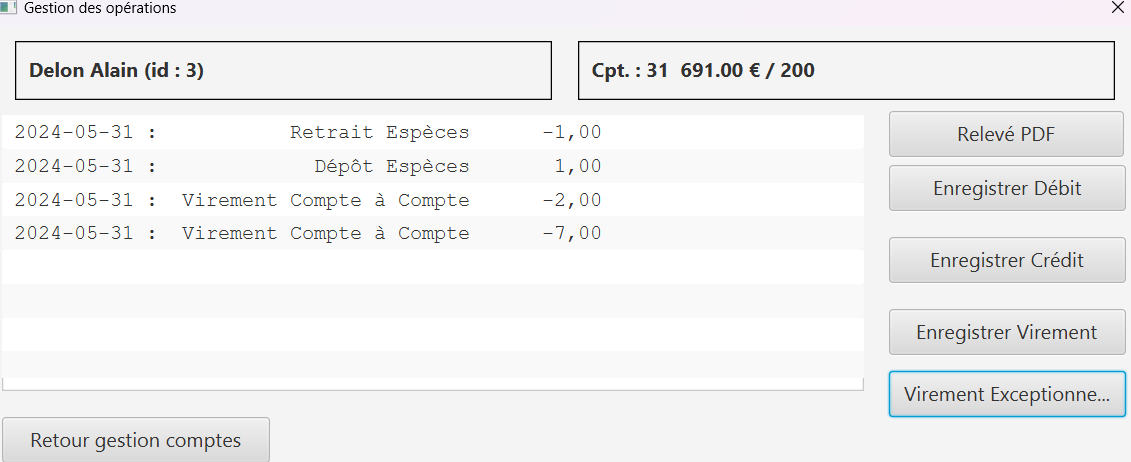 Gestion des opérations
Delon Alain (id : 3)
Cpt. : 31  691.00 € / 200
2024-05-31 :           Retrait Espèces      -1,00
2024-05-31 :             Dépôt Espèces       1,00
2024-05-31 :  Virement Compte à Compte      -2,00
2024-05-31 :  Virement Compte à Compte      -7,00
Relevé PDF
Enregistrer Débit
Enregistrer Crédit
Enregistrer Virement
Virement Exceptionne...
Retour gestion comptes